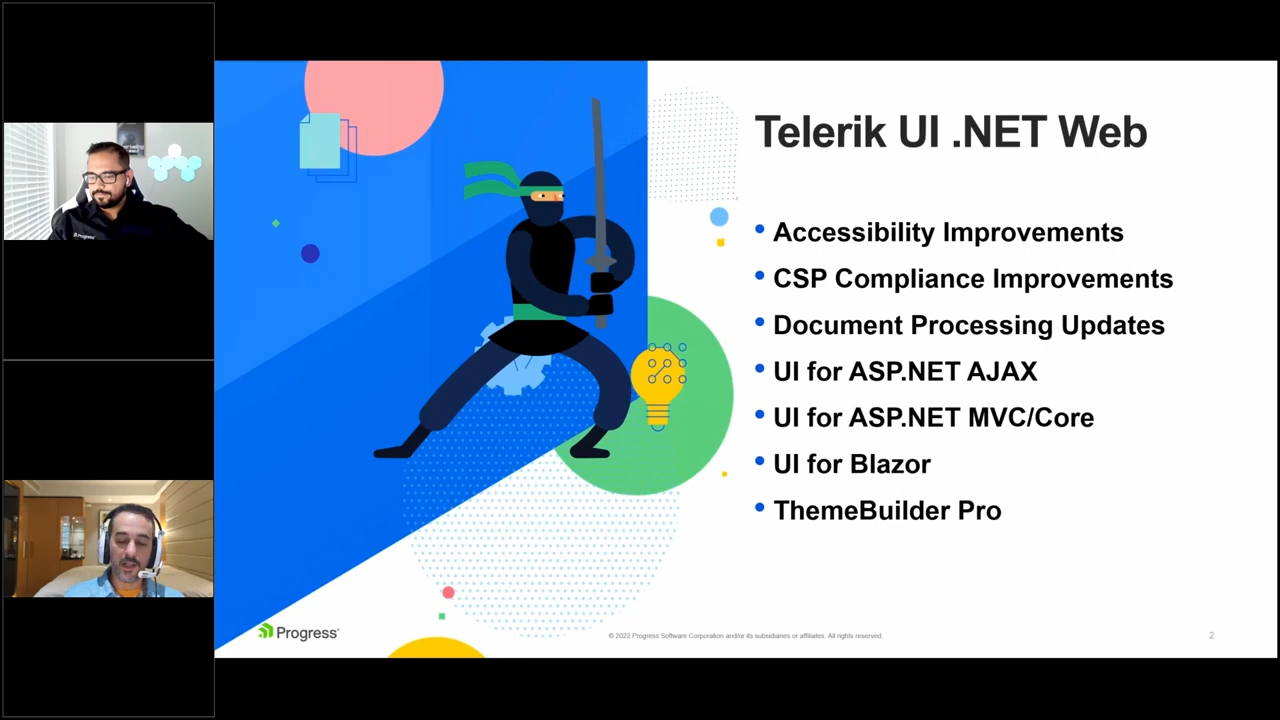 Telerik UI .NET Web
• Accessibility Improvements
• CSP Compliance Improvements
• Document Processing Updates
• UI for ASP.NET AJAX
• UI for ASP.NET MVC/Core
• UI for Blazor
• ThemeBuilder Pro
Progress
© 2022 Progress Software Corporation and/or its subsidiaries or affiliates. All rights reserved.
2